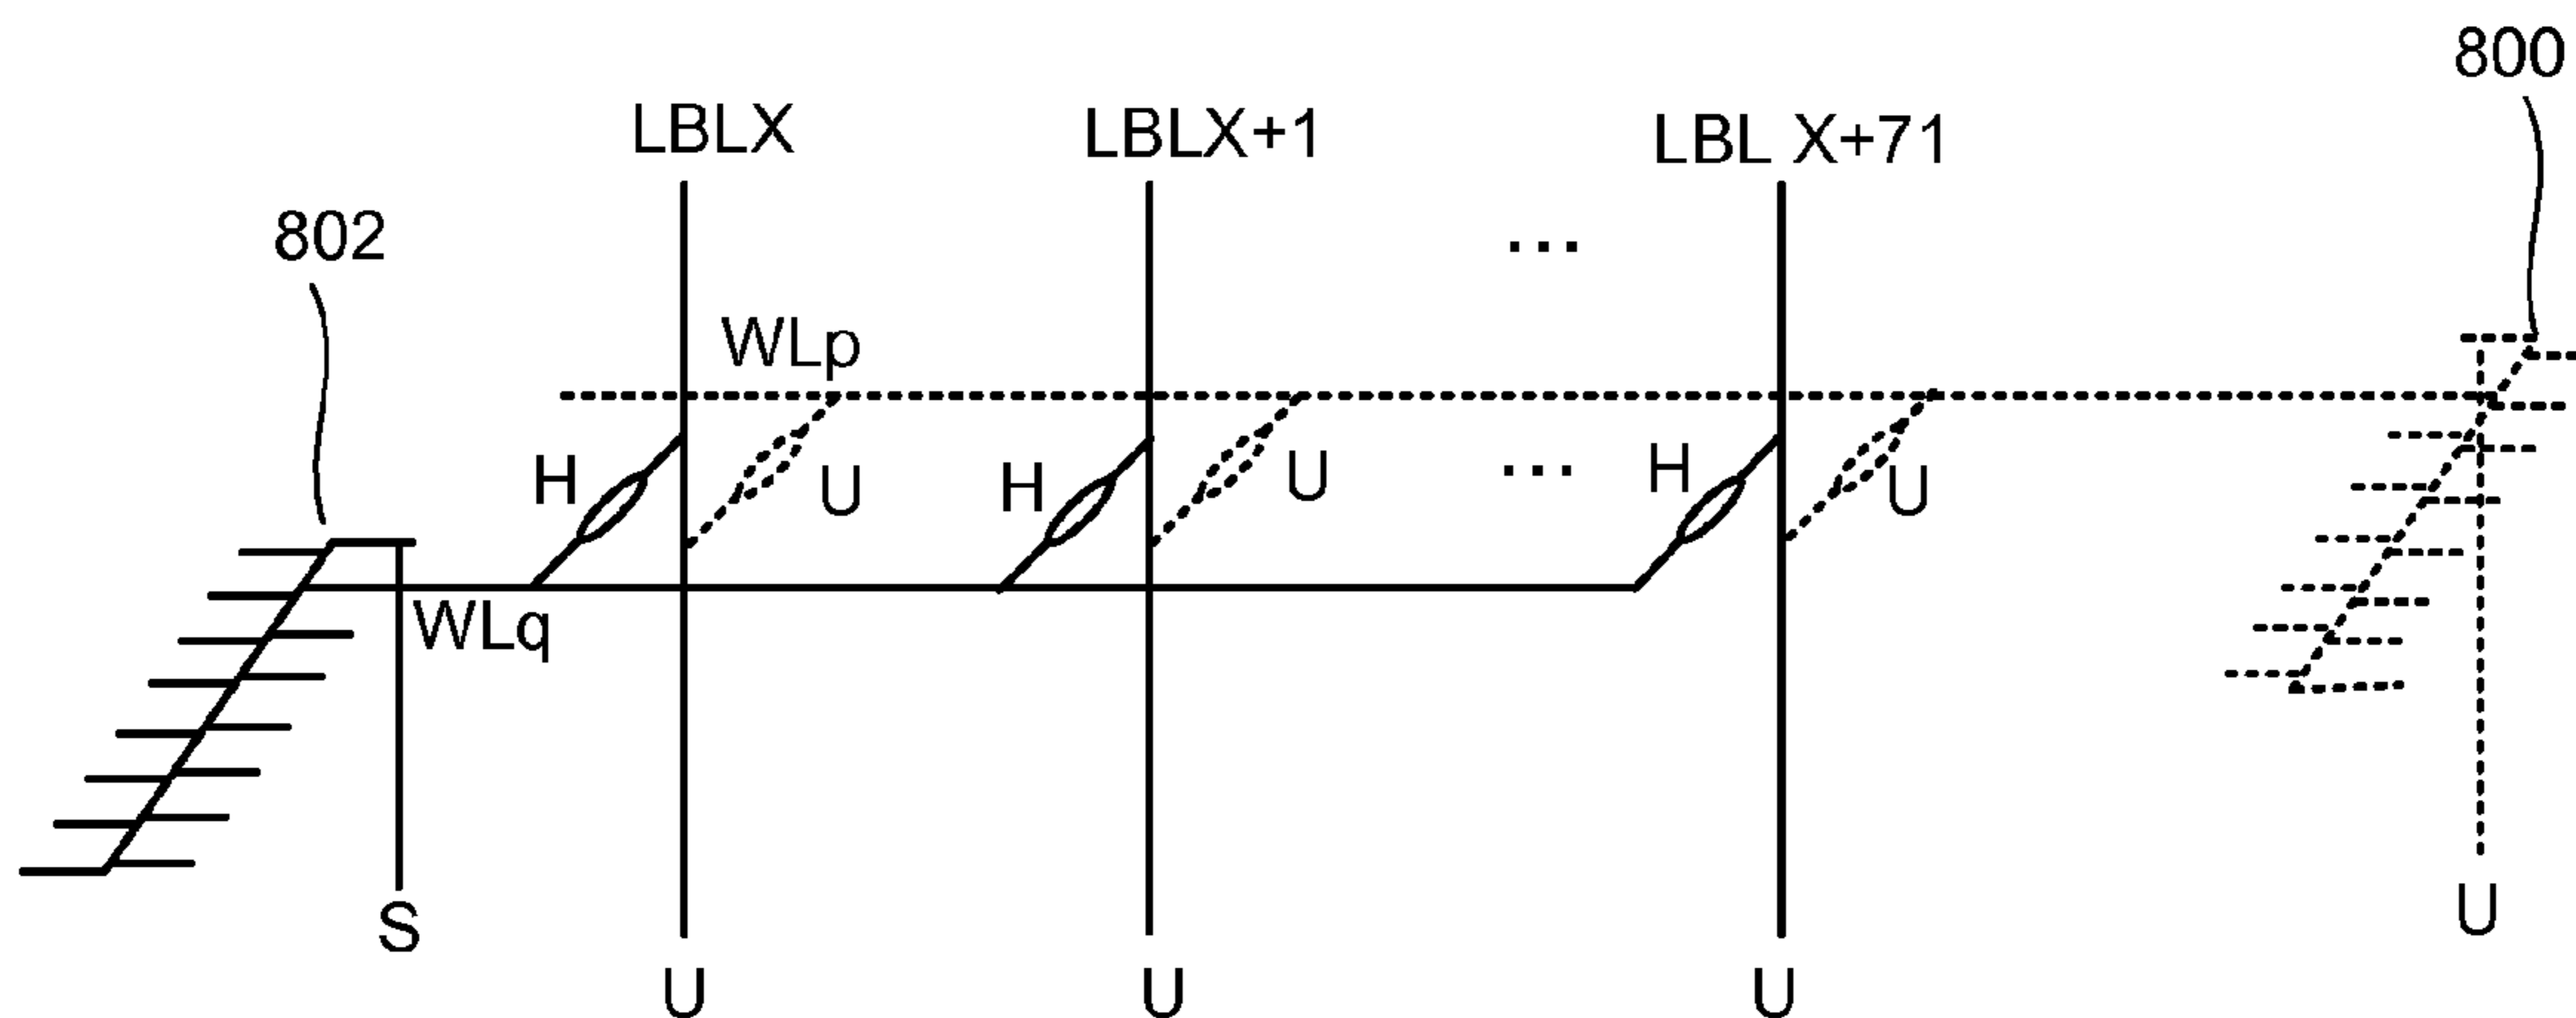 800
LBLX LBLX+1 LBL X+71
802
...
WLp
H U H U ... H U
WLq
S U
U U U